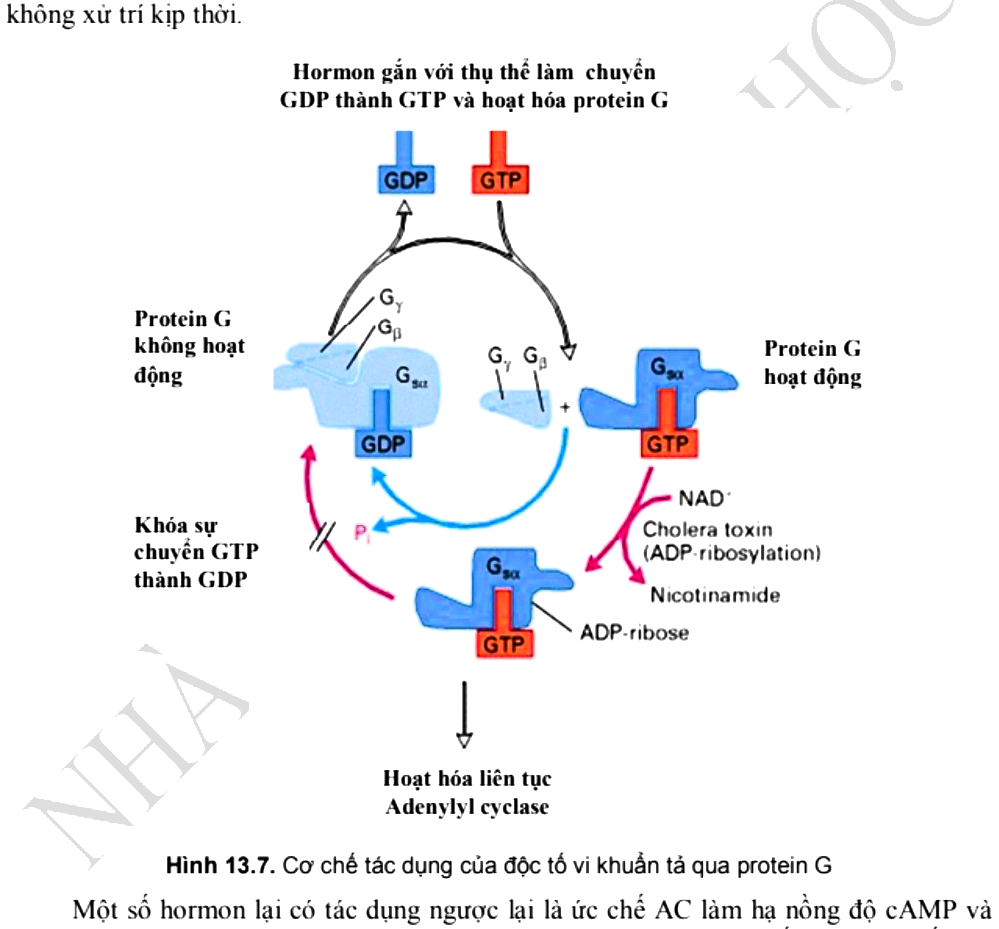 không xử trí kịp thời.
Hormon gắn với thụ thể làm chuyển
GDP thành GTP và hoạt hóa protein G
GDP
GTP
Gγ
Gβ
Protein G
không hoạt
động
Gsα
GDP
Gγ Gβ
+
Gsα
GTP
Protein G
hoạt động
NAD⁺
Cholera toxin
(ADP-ribosylation)
Nicotinamide
Khóa sự
chuyển GTP
thành GDP
Pi
Gsα
GTP
ADP-ribose
Hoạt hóa liên tục
Adenylyl cyclase
Hình 13.7. Cơ chế tác dụng của độc tố vi khuẩn tả qua protein G
Một số hormon lại có tác dụng ngược lại là ức chế AC làm hạ nồng độ cAMP và
NHÀ
HỌC